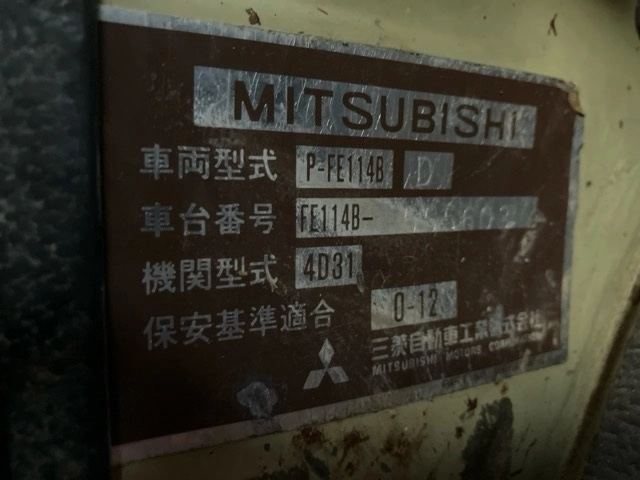 MITSUBISHI
車両型式 P-FE114B D
車台番号 FE114B-
機関型式 4D31
保安基準適合 0-12
三菱自動車工業株式会社
MITSUBISHI MOTORS CORPORATION